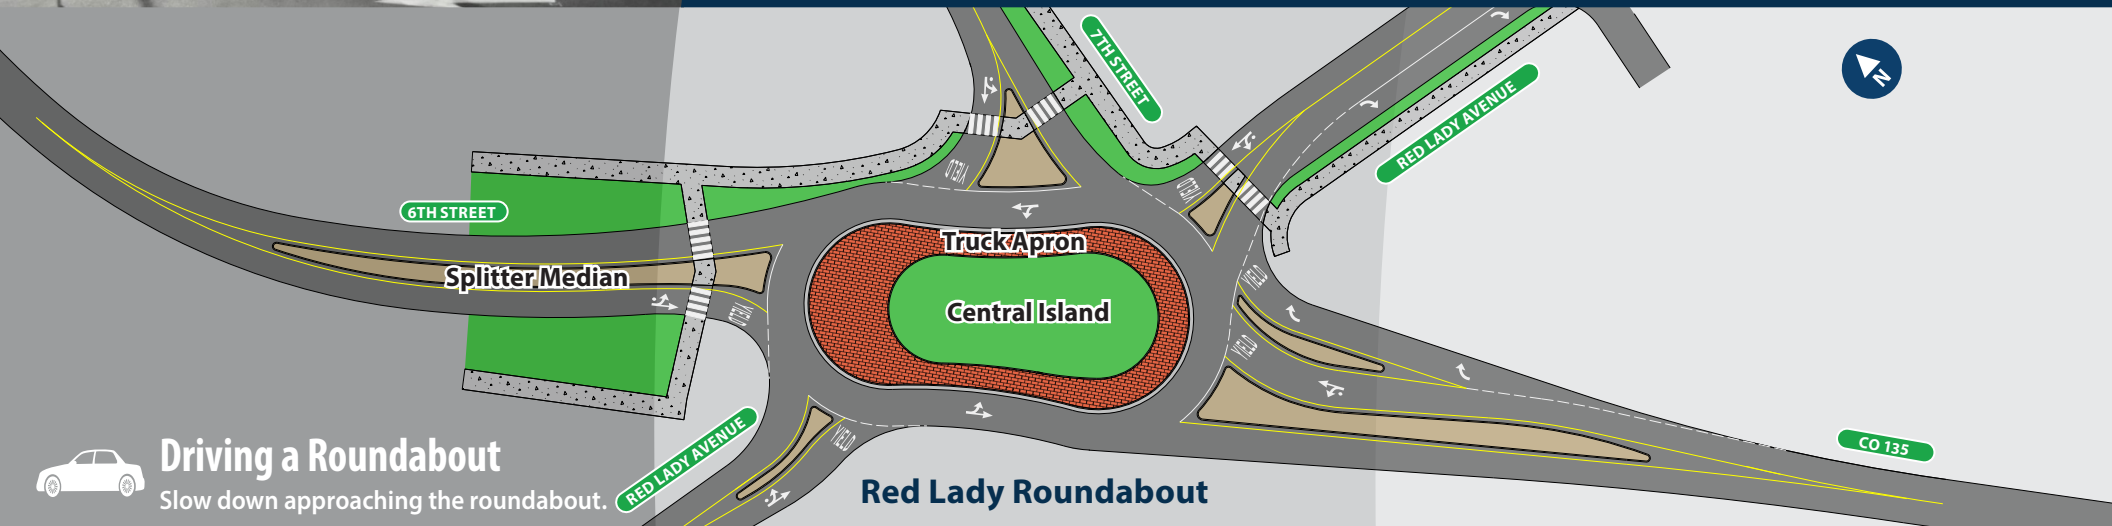 7TH STREET
N
RED LADY AVENUE
6TH STREET
YIELD
YIELD
YIELD
YIELD
YIELD
YIELD
Truck Apron
Splitter Median
Central Island
CO 135
RED LADY AVENUE
Driving a Roundabout
Slow down approaching the roundabout.
Red Lady Roundabout